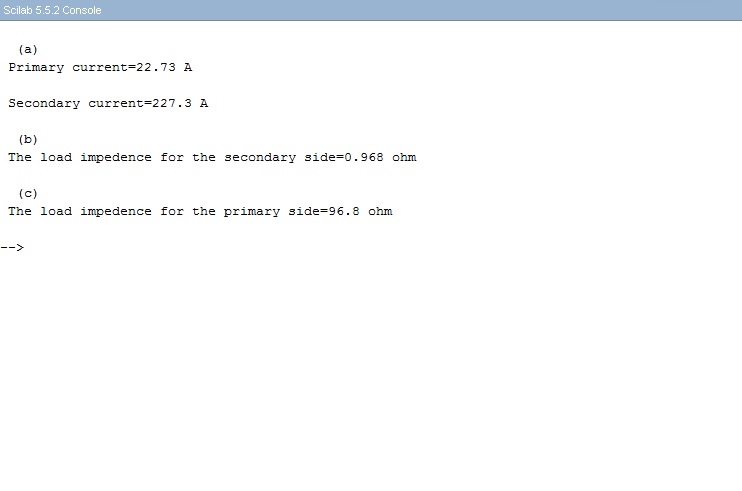 Scilab 5.5.2 Console
(a)
Primary current=22.73 A
Secondary current=227.3 A
(b)
The load impedence for the secondary side=0.968 ohm
(c)
The load impedence for the primary side=96.8 ohm
-->